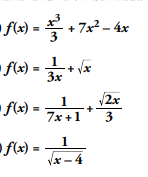 ) f(x) = x³/3 + 7x² − 4x
) f(x) = 1/3x + √x
) f(x) = 1/7x+1 + √2x/3
) f(x) = 1/√x−4